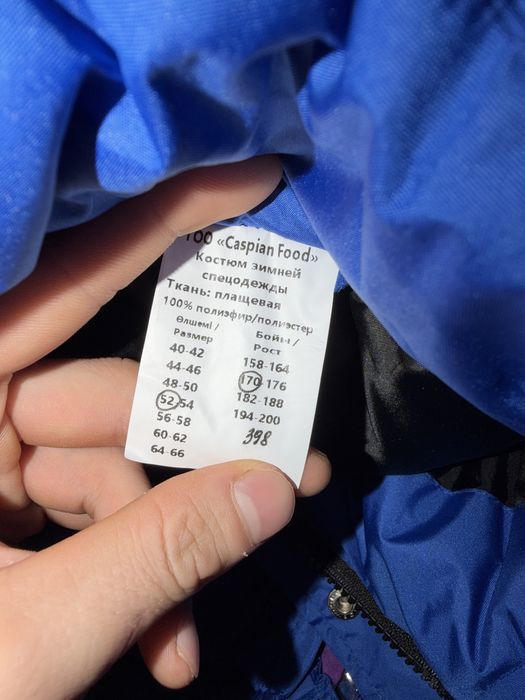 ТОО «Caspian Food»
Костюм зимней
спецодежды
Ткань: плащевая
100% полиэфир/полиэстер
Өлшемі / Бойы /
Размер Рост
40-42 158-164
44-46 170-176
48-50 182-188
52-54 194-200
56-58 398
60-62
64-66